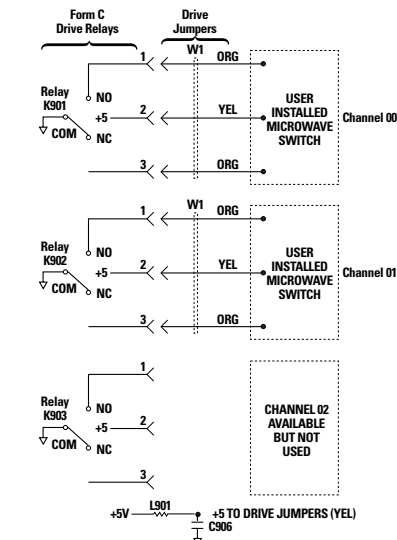 Form C
Drive Relays
Drive
Jumpers
W1
1
ORG
Relay
K901
NO
+5
2
YEL
COM
NC
3
ORG
USER
INSTALLED
MICROWAVE
SWITCH
Channel 00
W1
1
ORG
Relay
K902
NO
+5
2
YEL
COM
NC
3
ORG
USER
INSTALLED
MICROWAVE
SWITCH
Channel 01
1
Relay
K903
NO
+5
2
COM
NC
3
CHANNEL 02
AVAILABLE
BUT NOT
USED
+5V
L901
+5 TO DRIVE JUMPERS (YEL)
C906